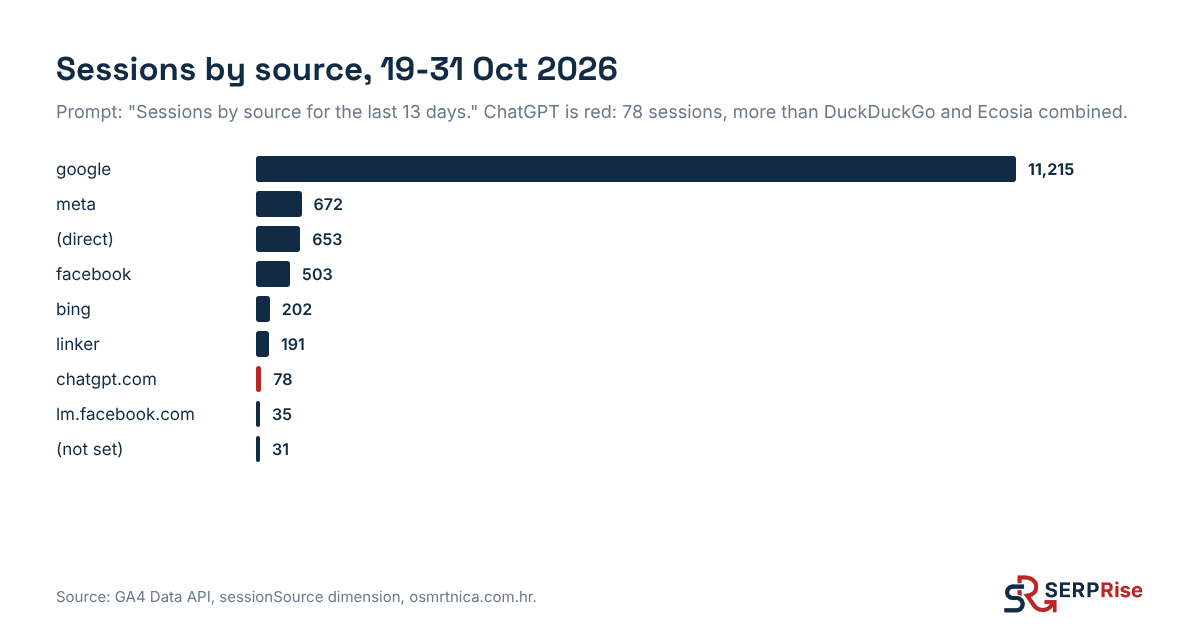 Sessions by source, 19-31 Oct 2026
Prompt: "Sessions by source for the last 13 days." ChatGPT is red: 78 sessions, more than DuckDuckGo and Ecosia combined.
google 11,215
meta 672
(direct) 653
facebook 503
bing 202
linker 191
chatgpt.com 78
lm.facebook.com 35
(not set) 31
Source: GA4 Data API, sessionSource dimension, osmrtnica.com.hr.
SERPRise